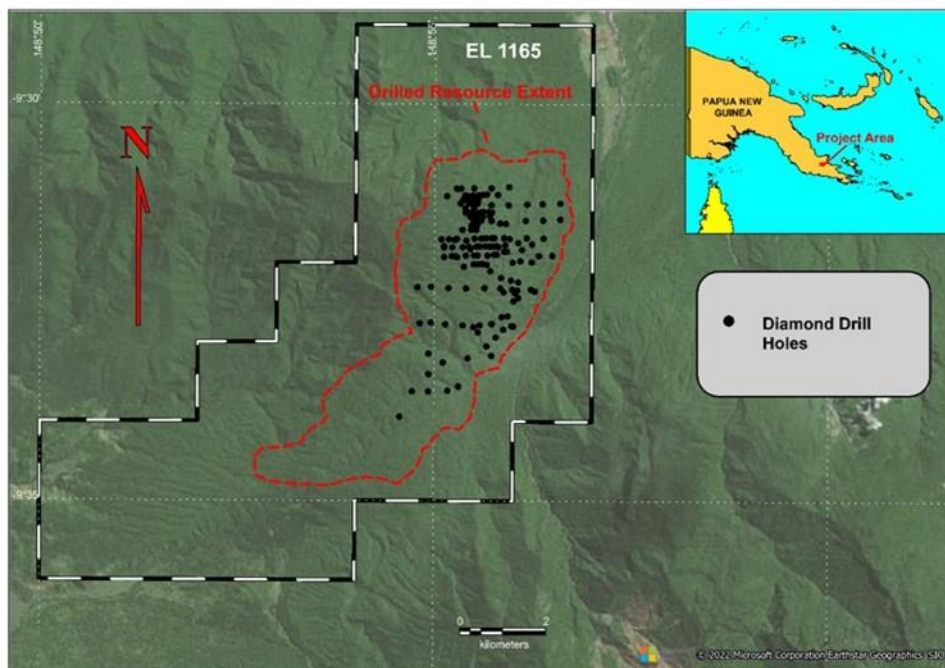 148°50'
148°55'
-9°30'
-9°35'
EL 1165
Drilled Resource Extent
N
PAPUA NEW
GUINEA
Project Area
Diamond Drill
Holes
0
2
kilometers
© 2022 Microsoft Corporation Earthstar Geographics SIO